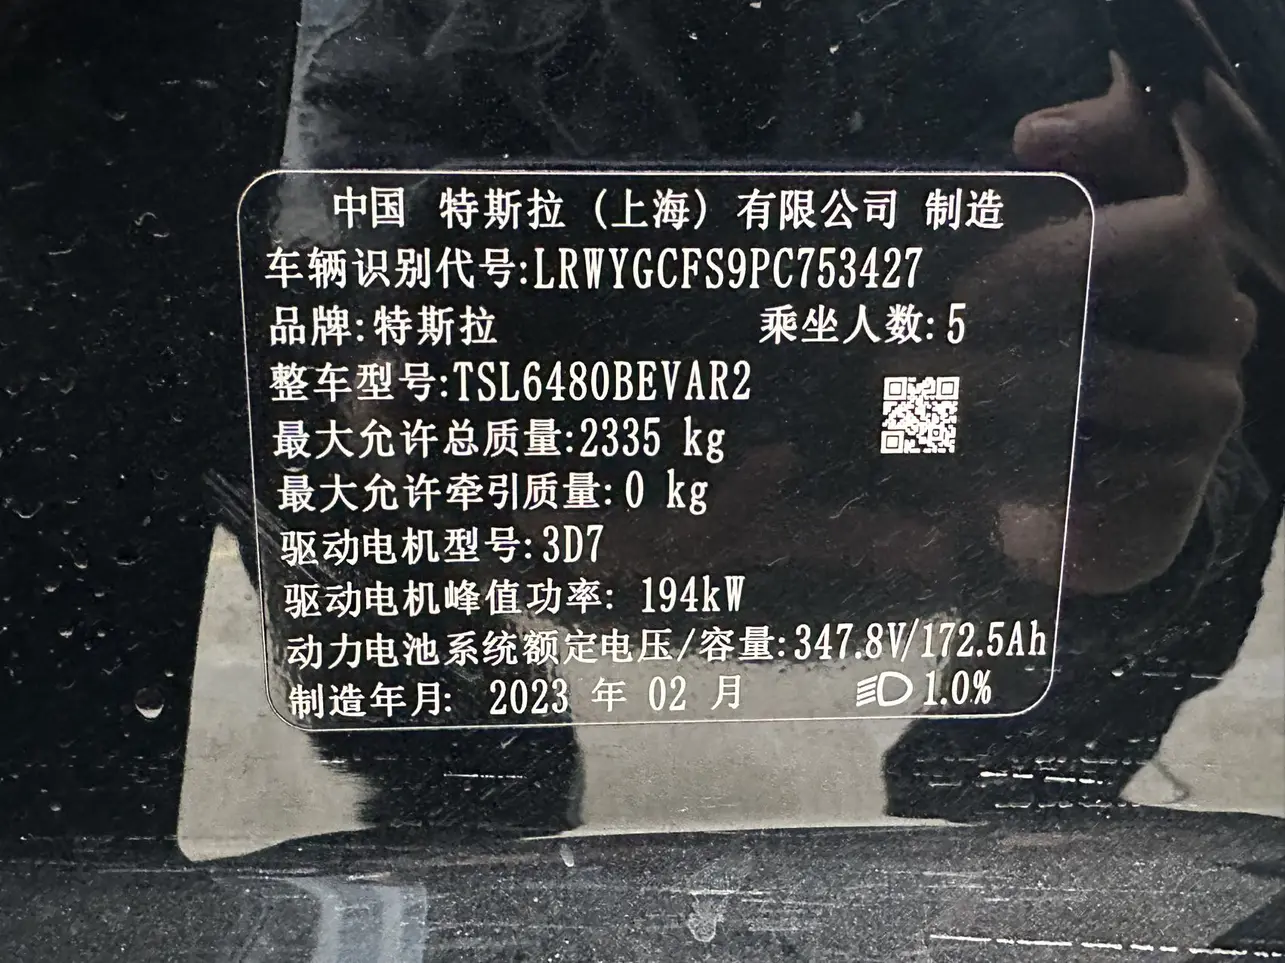 中国 特斯拉 (上海) 有限公司 制造
车辆识别代号:LRWYGCFS9PC753427
品牌:特斯拉 乘坐人数:5
整车型号:TSL6480BEVAR2
最大允许总质量:2335 kg
最大允许牵引质量:0 kg
驱动电机型号:3D7
驱动电机峰值功率: 194kW
动力电池系统额定电压/容量:347.8V/172.5Ah
制造年月: 2023 年 02 月 1.0%